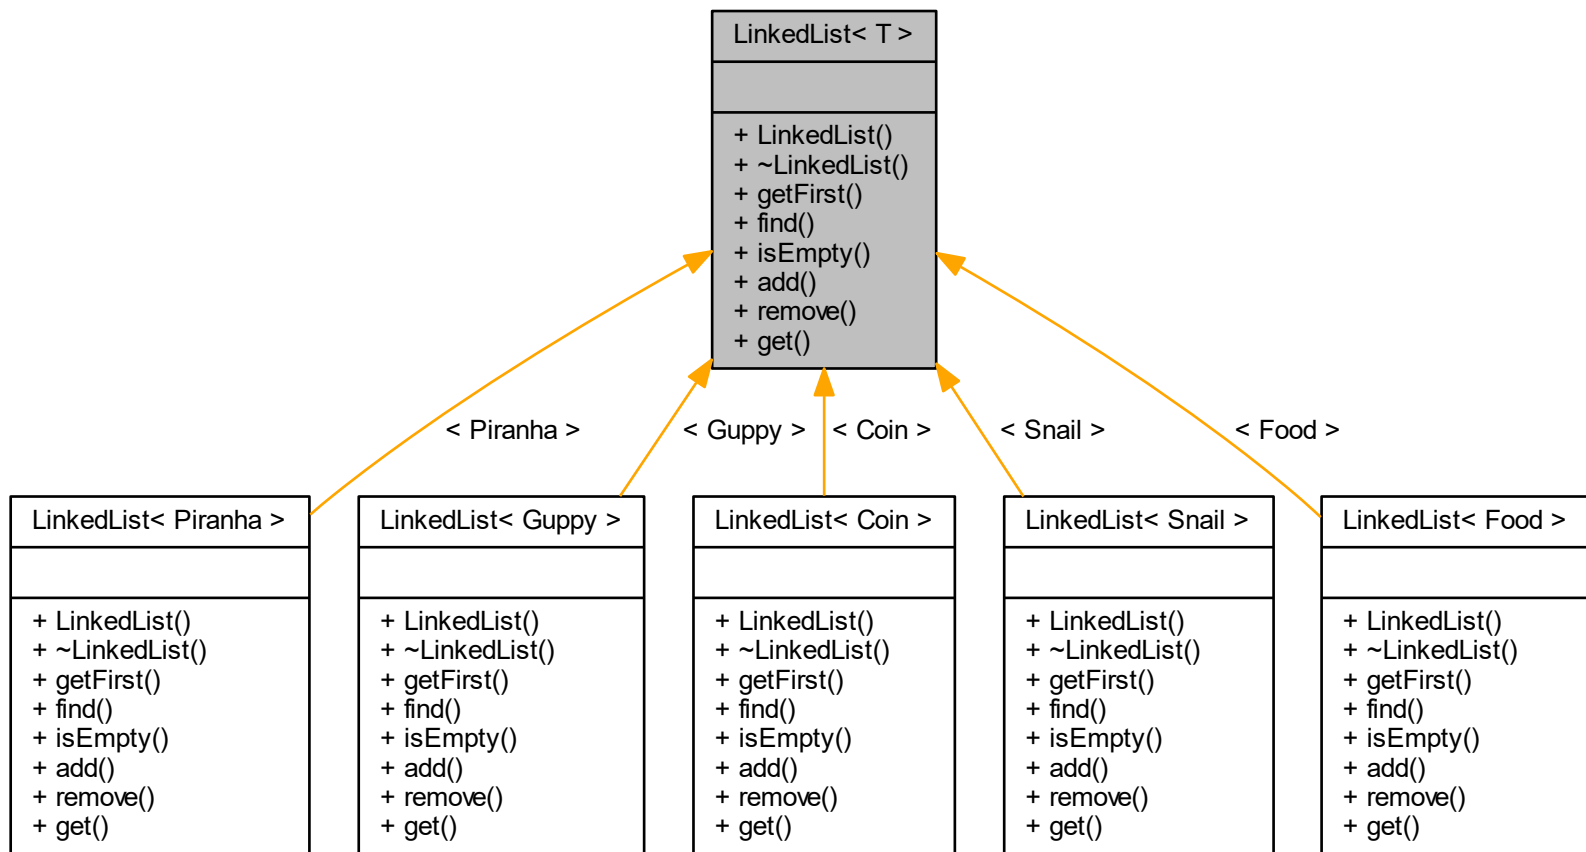 LinkedList< T >
+ LinkedList()
+ ~LinkedList()
+ getFirst()
+ find()
+ isEmpty()
+ add()
+ remove()
+ get()
< Piranha >
< Guppy >
< Coin >
< Snail >
< Food >
LinkedList< Piranha >
+ LinkedList()
+ ~LinkedList()
+ getFirst()
+ find()
+ isEmpty()
+ add()
+ remove()
+ get()
LinkedList< Guppy >
+ LinkedList()
+ ~LinkedList()
+ getFirst()
+ find()
+ isEmpty()
+ add()
+ remove()
+ get()
LinkedList< Coin >
+ LinkedList()
+ ~LinkedList()
+ getFirst()
+ find()
+ isEmpty()
+ add()
+ remove()
+ get()
LinkedList< Snail >
+ LinkedList()
+ ~LinkedList()
+ getFirst()
+ find()
+ isEmpty()
+ add()
+ remove()
+ get()
LinkedList< Food >
+ LinkedList()
+ ~LinkedList()
+ getFirst()
+ find()
+ isEmpty()
+ add()
+ remove()
+ get()